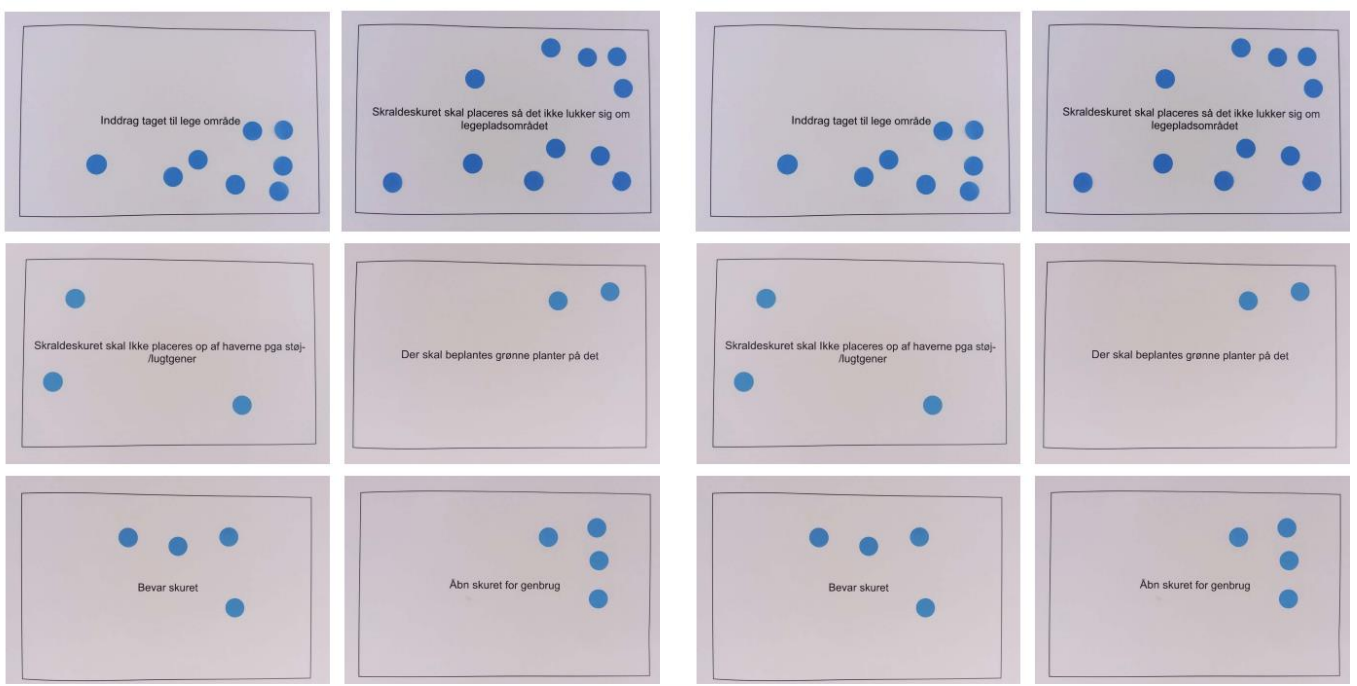 Inddrag taget til lege område
Skraldeskuret skal placeres så det ikke lukker sig om
legepladsområdet
Inddrag taget til lege område
Skraldeskuret skal placeres så det ikke lukker sig om
legepladsområdet
Skraldeskuret skal Ikke placeres op af haverne pga støj-
/lugtgener
Der skal beplantes grønne planter på det
Skraldeskuret skal Ikke placeres op af haverne pga støj-
/lugtgener
Der skal beplantes grønne planter på det
Bevar skuret
Åbn skuret for genbrug
Bevar skuret
Åbn skuret for genbrug